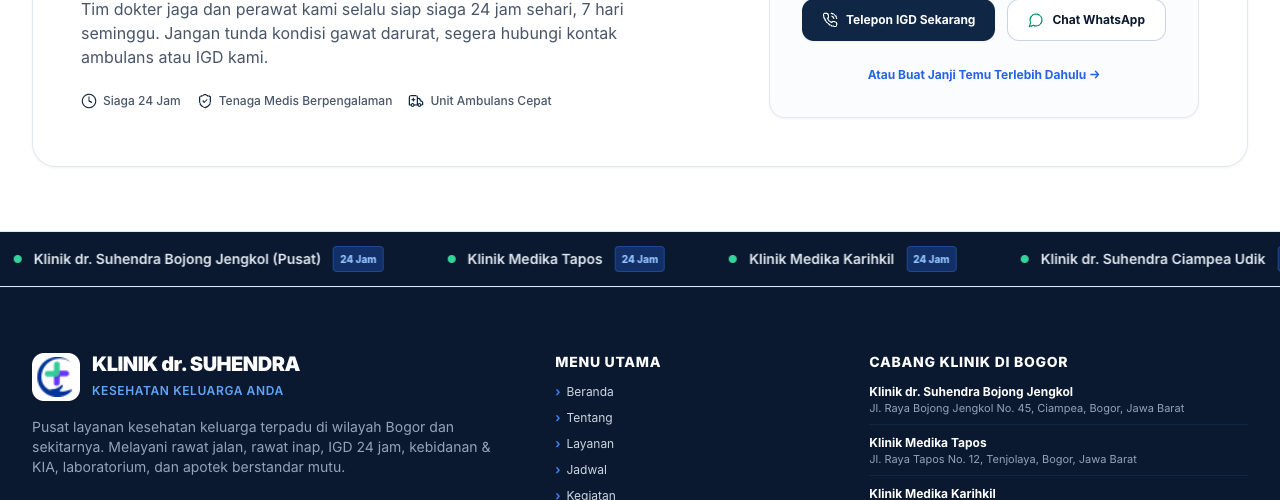 Tim dokter jaga dan perawat kami selalu siap siaga 24 jam sehari, 7 hari
seminggu. Jangan tunda kondisi gawat darurat, segera hubungi kontak
ambulans atau IGD kami.
Siaga 24 Jam
Tenaga Medis Berpengalaman
Unit Ambulans Cepat
Telepon IGD Sekarang
Chat WhatsApp
Atau Buat Janji Temu Terlebih Dahulu →
Klinik dr. Suhendra Bojong Jengkol (Pusat) 24 Jam
Klinik Medika Tapos 24 Jam
Klinik Medika Karihkil 24 Jam
Klinik dr. Suhendra Ciampea Udik
KLINIK dr. SUHENDRA
KESEHATAN KELUARGA ANDA
Pusat layanan kesehatan keluarga terpadu di wilayah Bogor dan
sekitarnya. Melayani rawat jalan, rawat inap, IGD 24 jam, kebidanan &
KIA, laboratorium, dan apotek berstandar mutu.
MENU UTAMA
› Beranda
› Tentang
› Layanan
› Jadwal
› Kegiatan
CABANG KLINIK DI BOGOR
Klinik dr. Suhendra Bojong Jengkol
Jl. Raya Bojong Jengkol No. 45, Ciampea, Bogor, Jawa Barat
Klinik Medika Tapos
Jl. Raya Tapos No. 12, Tenjolaya, Bogor, Jawa Barat
Klinik Medika Karihkil